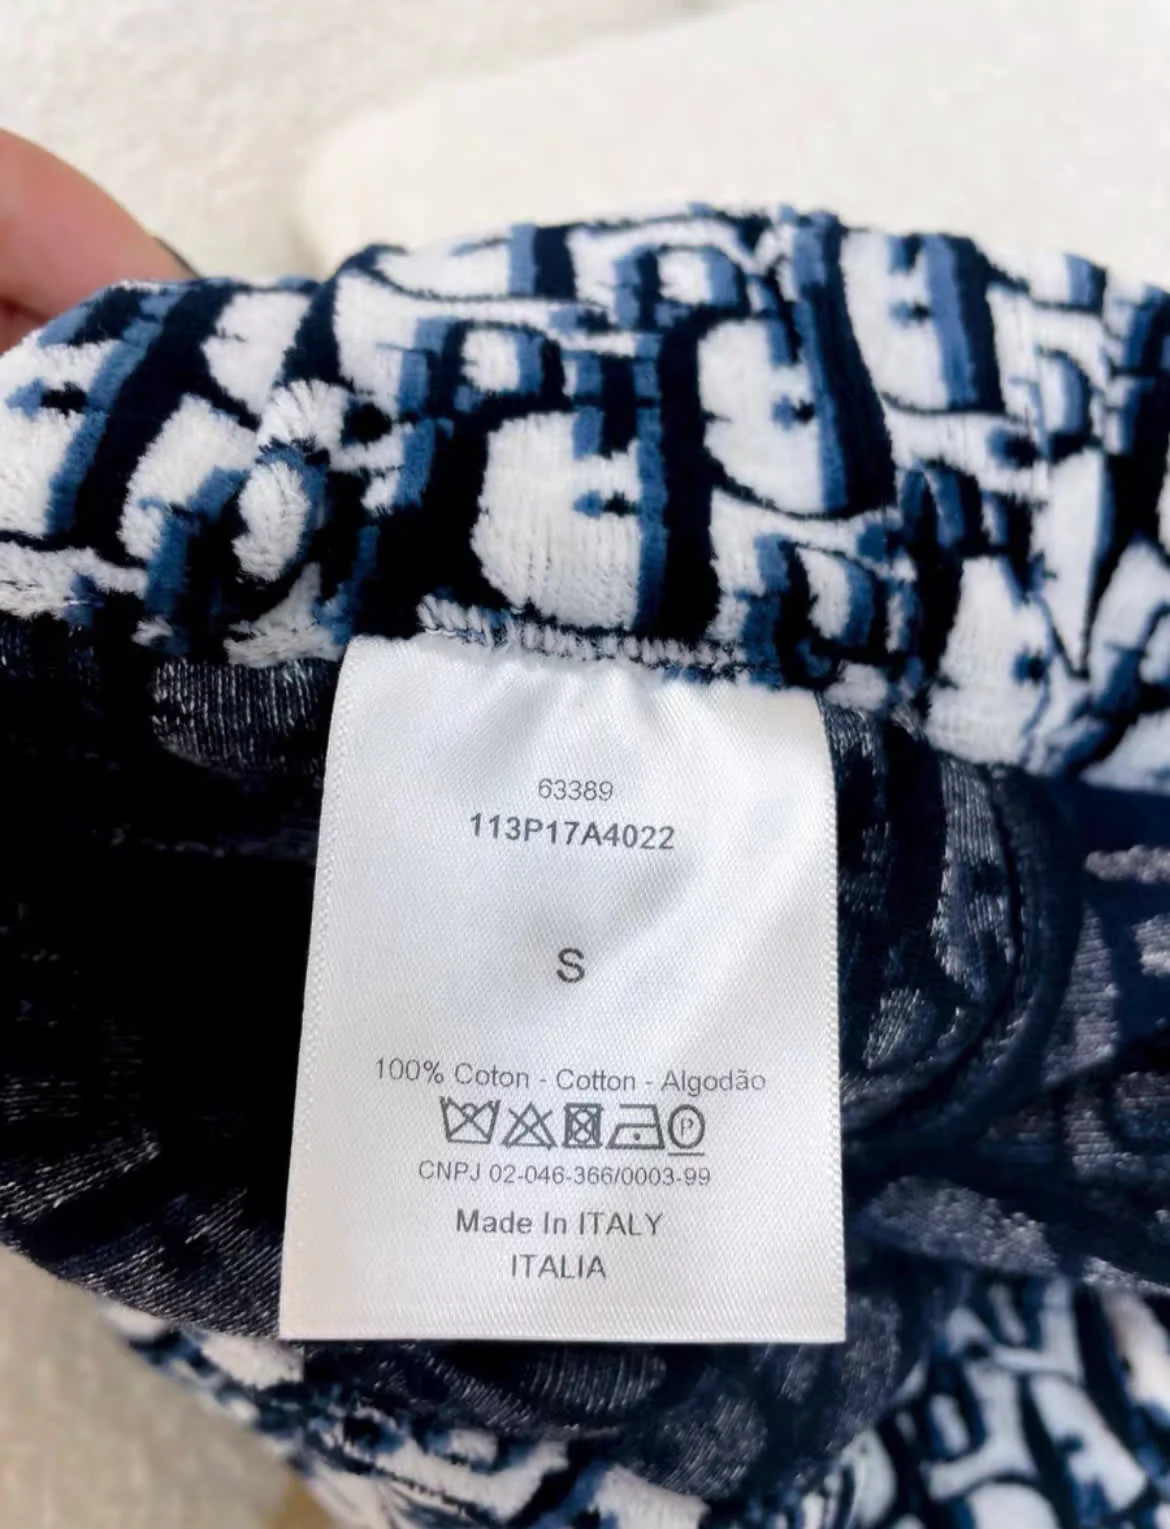 63389
113P17A4022
S
100% Coton - Cotton - Algodão
P
CNPJ 02-046-366/0003-99
Made In ITALY
ITALIA